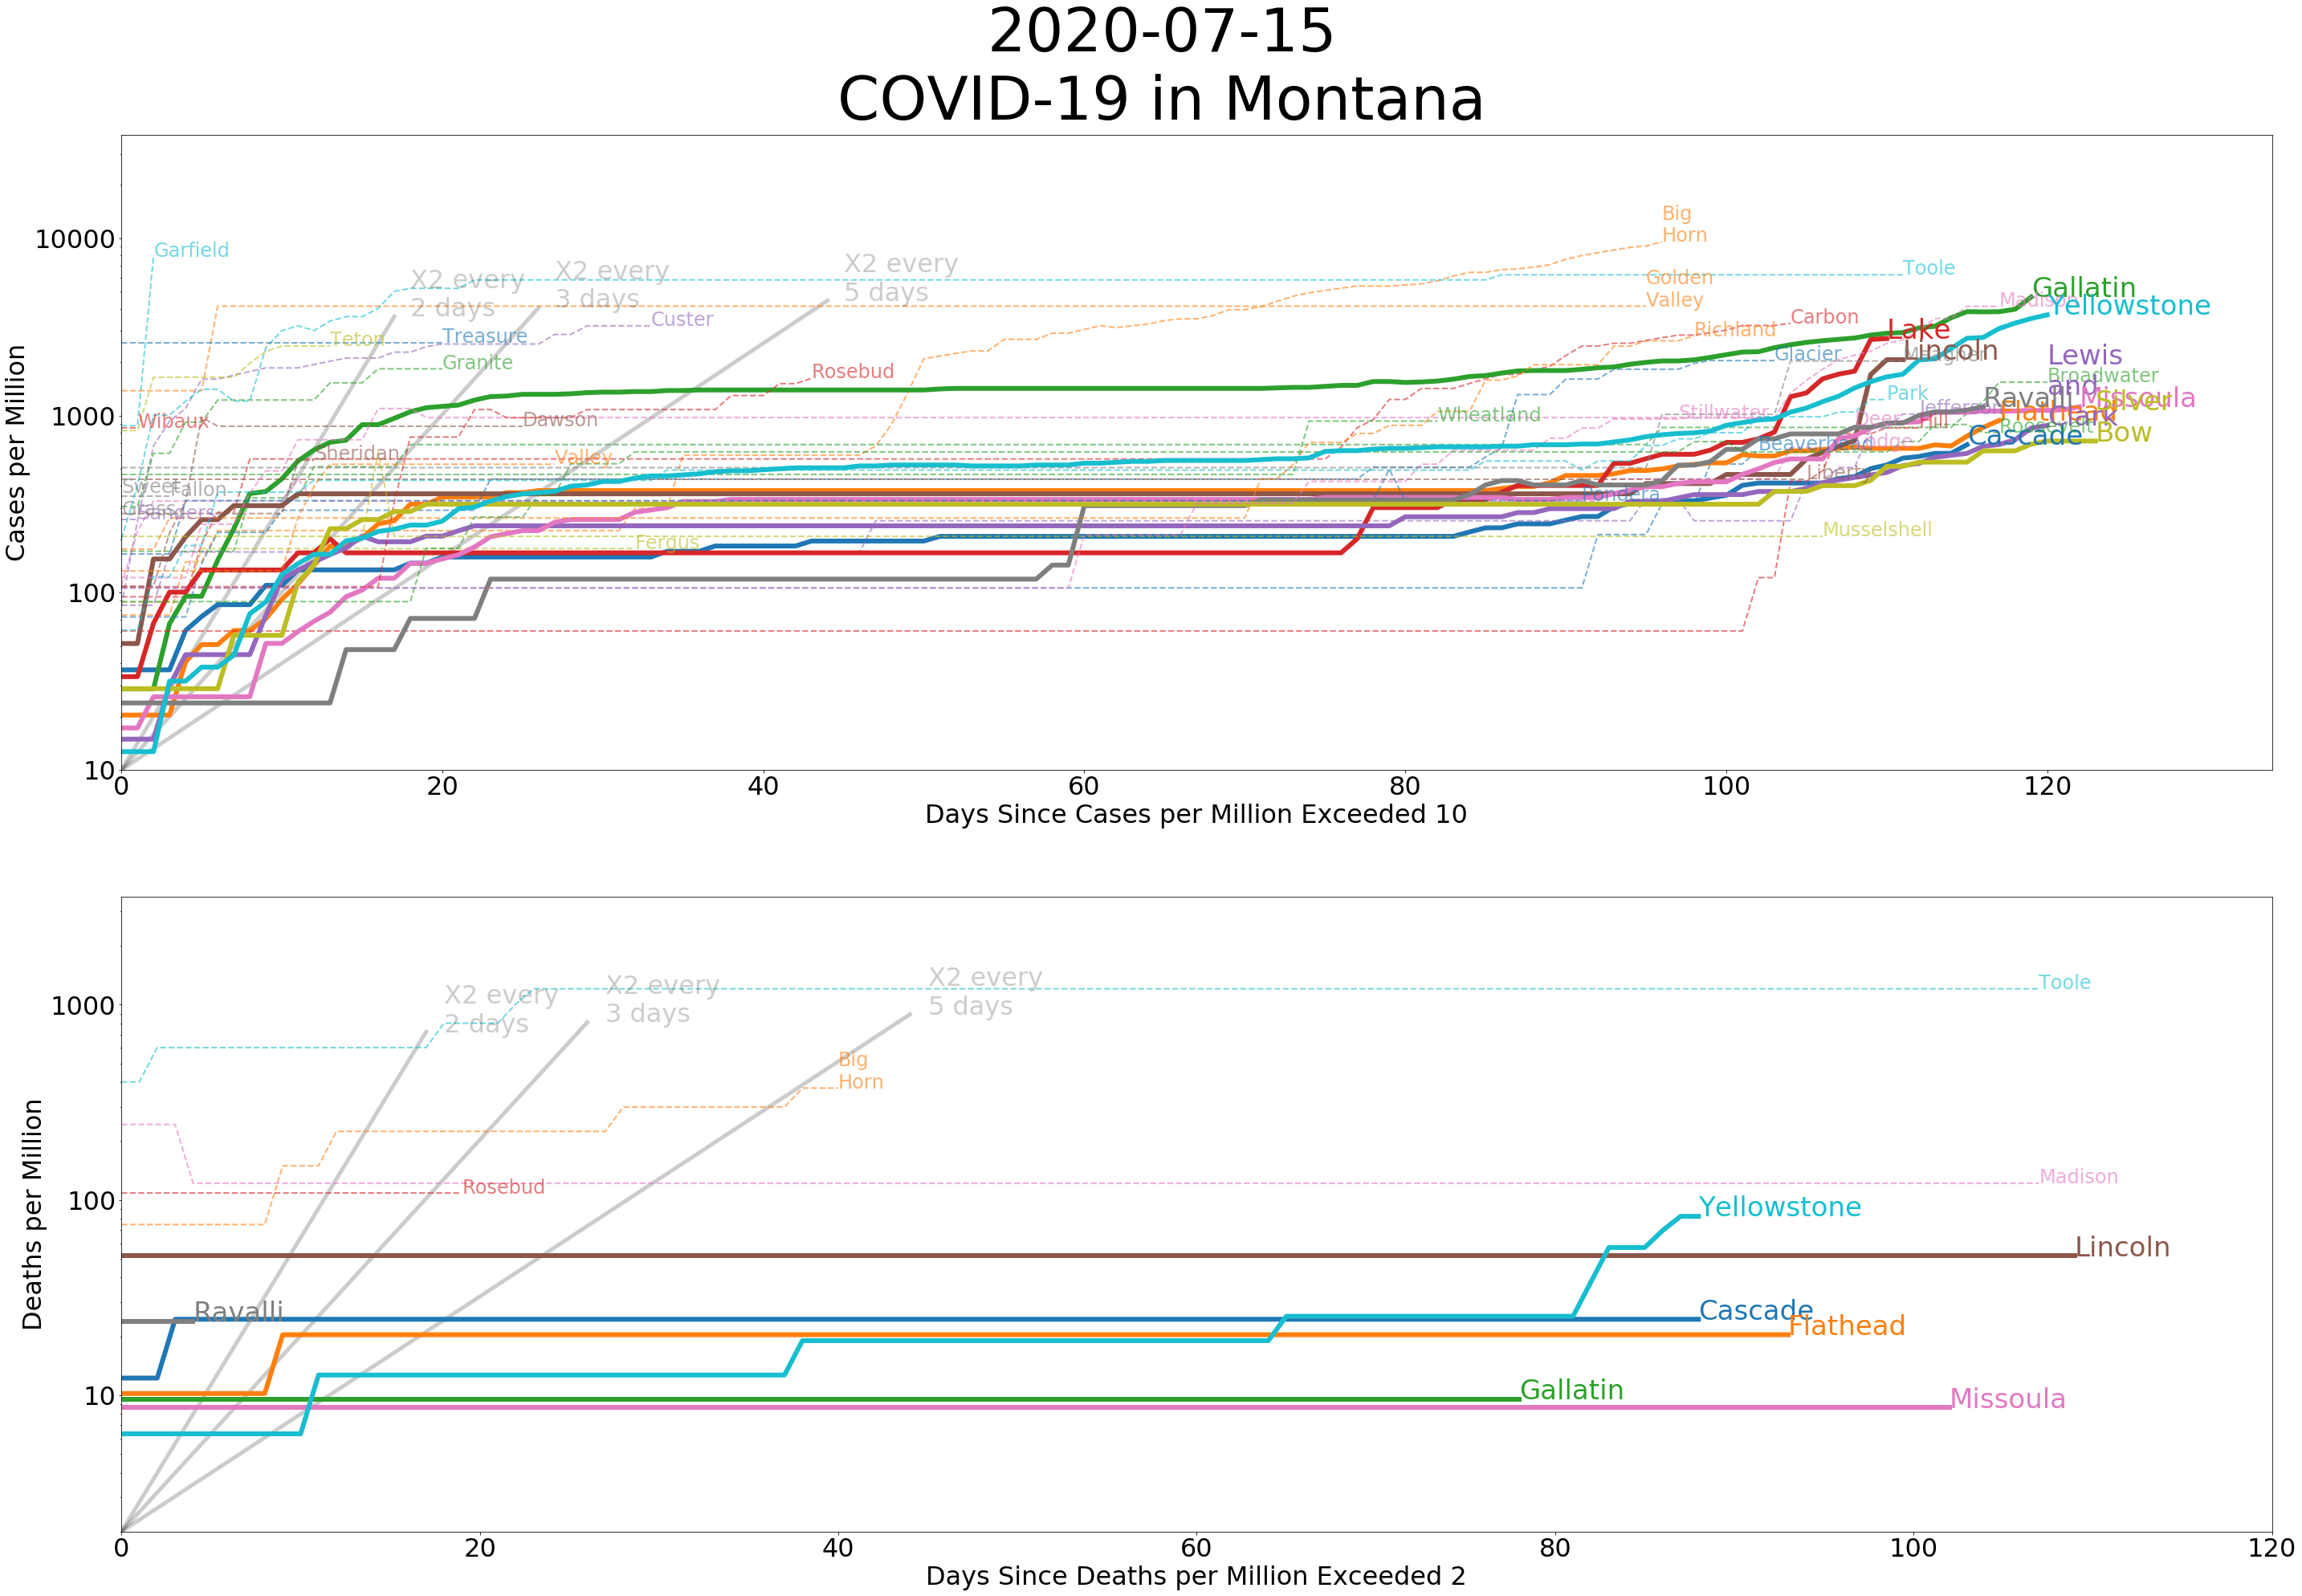 2020-07-15
COVID-19 in Montana
Cases per Million
10000
1000
100
10
Garfield
X2 every
2 days
X2 every
3 days
X2 every
5 days
Big
Horn
Toole
Golden
Valley
Gallatin
Madison
Yellowstone
Custer
Carbon
Teton
Treasure
Richland
Lake
Lincoln
Glacier
Meagher
Lewis
and
Clark
Granite
Rosebud
Broadwater
Park
Ravalli
Missoula
Silver
Bow
Wibaux
Dawson
Wheatland
Stillwater
Jefferson
Flathead
Deer
Lodge
Hill
Roosevelt
Cascade
Beaverhead
Sheridan
Valley
Liberty
Sweet
Grass
Fallon
Sanders
Pondera
Fergus
Musselshell
0
20
40
60
80
100
120
Days Since Cases per Million Exceeded 10
Deaths per Million
1000
100
10
X2 every
2 days
X2 every
3 days
X2 every
5 days
Toole
Big
Horn
Rosebud
Madison
Yellowstone
Lincoln
Ravalli
Cascade
Flathead
Gallatin
Missoula
0
20
40
60
80
100
120
Days Since Deaths per Million Exceeded 2